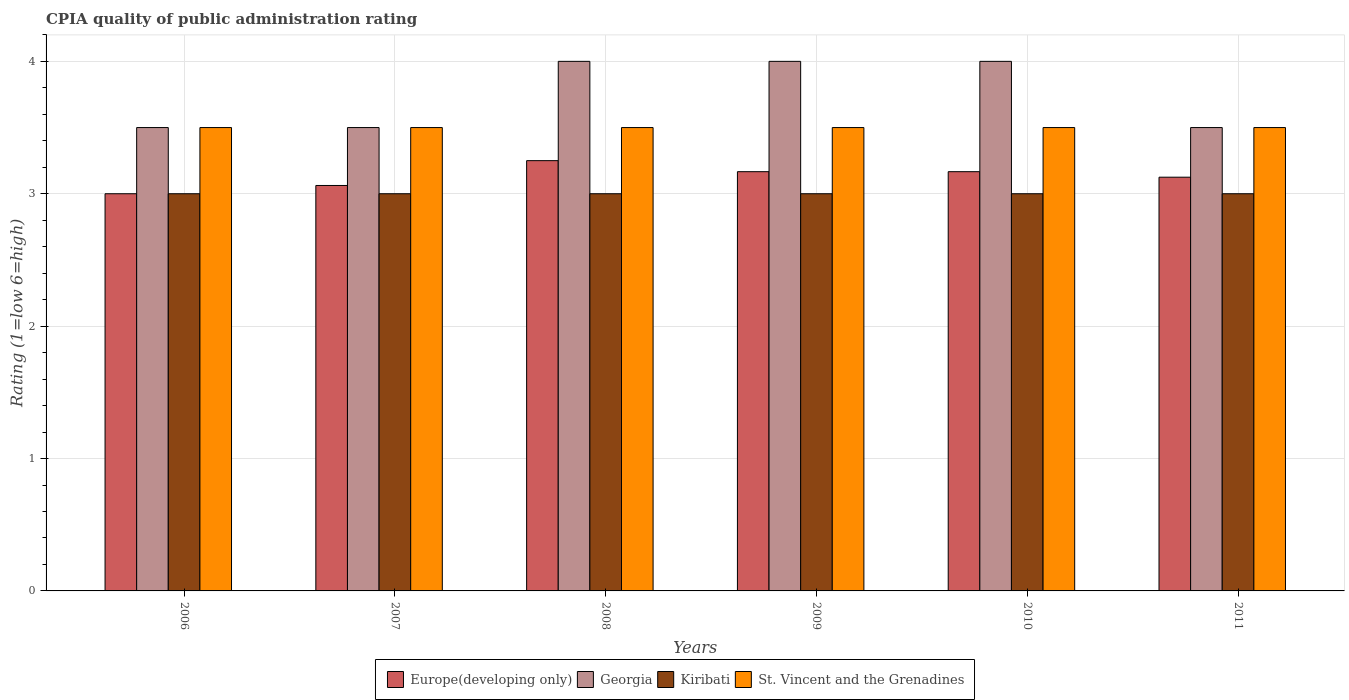 CPIA quality of public administration rating
Rating (1=low 6=high)
4
3
2
1
0
2006
2007
2008
2009
2010
2011
Years
Europe(developing only)
Georgia
Kiribati
St. Vincent and the Grenadines